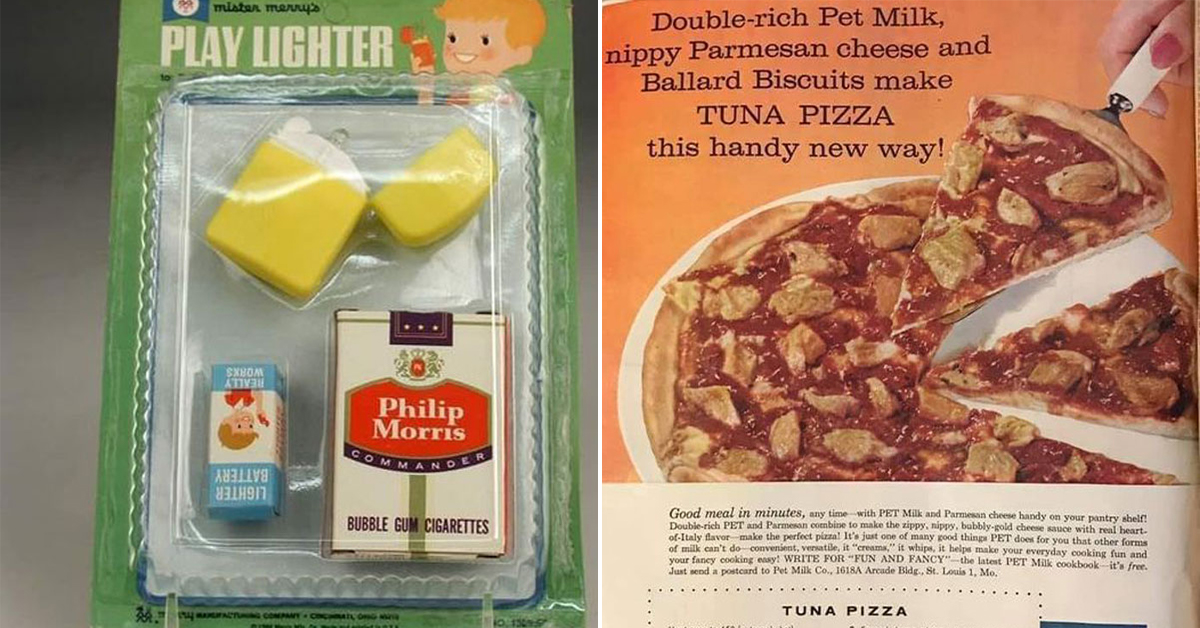 mister merry's
PLAY LIGHTER
REALLY
WORKS
LIGHTER
BATTERY
Philip
Morris
COMMANDER
BUBBLE GUM CIGARETTES
MANUFACTURING COMPANY • CINCINNATI, OHIO
Double-rich Pet Milk,
nippy Parmesan cheese and
Ballard Biscuits make
TUNA PIZZA
this handy new way!
Good meal in minutes, any time—with PET Milk and Parmesan cheese handy on your pantry shelf!
Double-rich PET and Parmesan combine to make the zippy, nippy, bubbly-gold cheese sauce with real heart-
of-Italy flavor—make the perfect pizza! It's just one of many good things PET does for you that other forms
of milk can't do—convenient, versatile, it "creams," it whips, it helps make your everyday cooking fun and
your fancy cooking easy! WRITE FOR "FUN AND FANCY"—the latest PET Milk cookbook—it's free.
Just send a postcard to Pet Milk Co., 1618A Arcade Bldg., St. Louis 1, Mo.
TUNA PIZZA